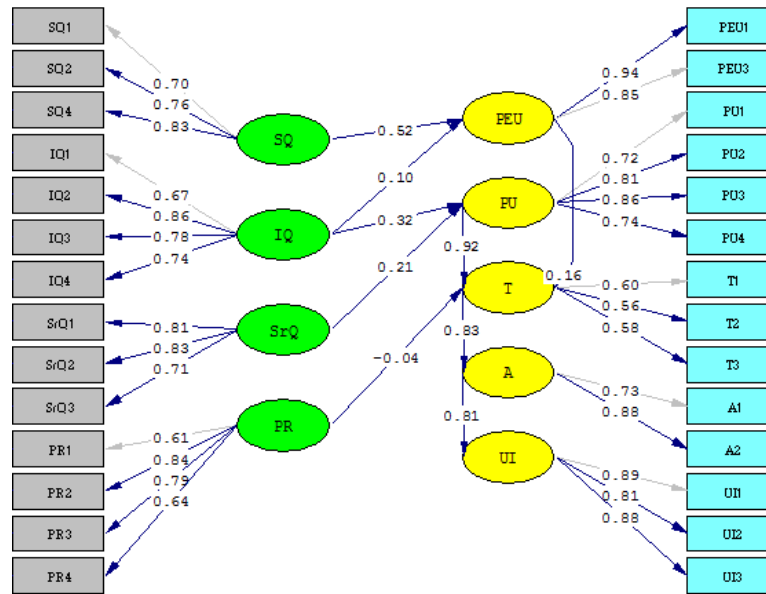 SQ1
SQ2
SQ4
IQ1
IQ2
IQ3
IQ4
SrQ1
SrQ2
SrQ3
PR1
PR2
PR3
PR4
0.70
0.76
0.83
0.67
0.86
0.78
0.74
0.81
0.83
0.71
0.61
0.84
0.79
0.64
SQ
IQ
SrQ
PR
0.52
0.10
0.32
0.21
-0.04
PEU
PU
T
A
UI
0.92
0.83
0.81
0.16
0.94
0.85
0.72
0.81
0.86
0.74
0.60
0.56
0.58
0.73
0.88
0.89
0.81
0.88
PEU1
PEU3
PU1
PU2
PU3
PU4
T1
T2
T3
A1
A2
UI1
UI2
UI3